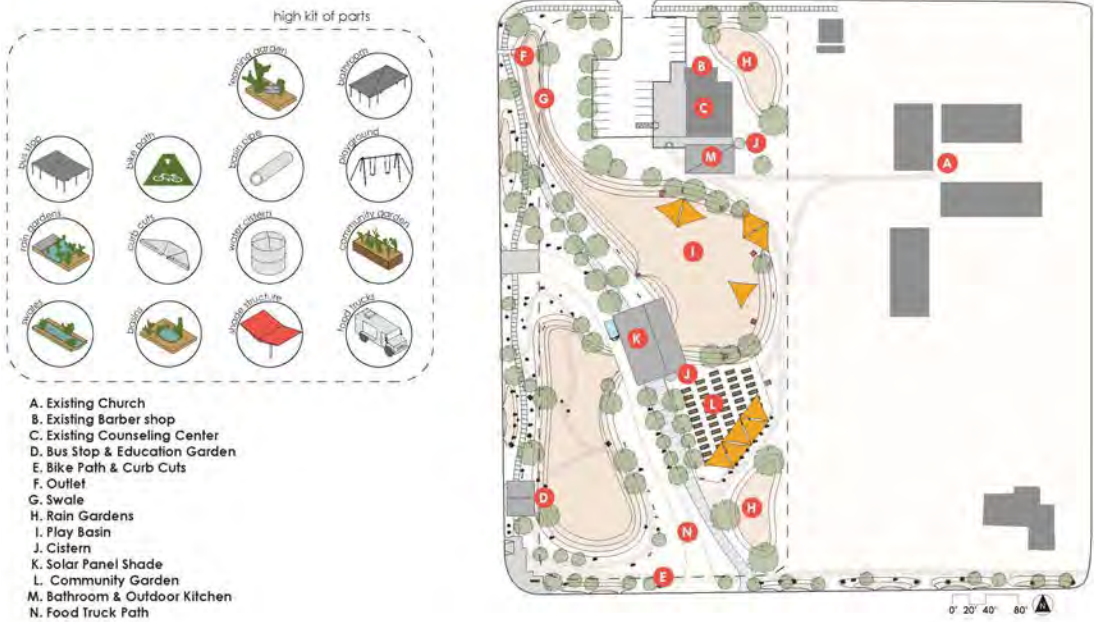 high kit of parts
learning garden
bathroom
bus stop
bike path
basin pipe
playground
rain gardens
curb cuts
water cistern
community garden
swales
basins
shade structure
food trucks
A. Existing Church
B. Existing Barber shop
C. Existing Counseling Center
D. Bus Stop & Education Garden
E. Bike Path & Curb Cuts
F. Outlet
G. Swale
H. Rain Gardens
I. Play Basin
J. Cistern
K. Solar Panel Shade
L. Community Garden
M. Bathroom & Outdoor Kitchen
N. Food Truck Path
F
B
H
G
C
J
M
A
I
K
J
L
D
H
N
E
0' 20' 40' 80' N